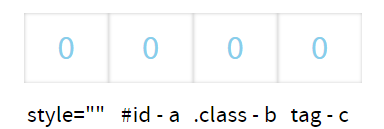 0 0 0 0
style="" #id - a .class - b tag - c